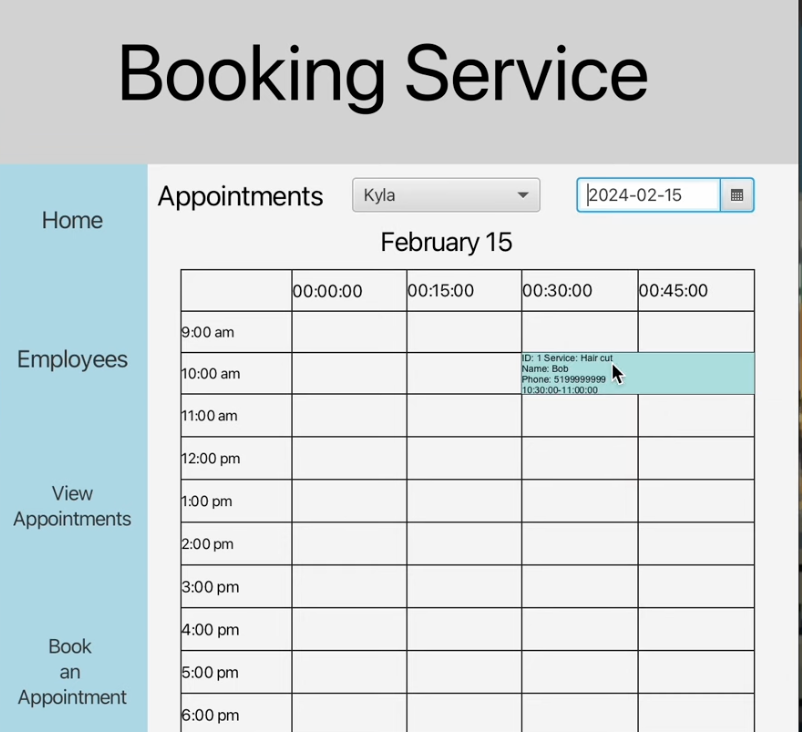 Booking Service
Home
Employees
View
Appointments
Book
an
Appointment
Appointments
Kyla
2024-02-15
February 15
00:00:00 00:15:00 00:30:00 00:45:00
9:00 am
10:00 am
ID: 1 Service: Hair cut
Name: Bob
Phone: 5199999999
10:30:00-11:00:00
11:00 am
12:00 pm
1:00 pm
2:00 pm
3:00 pm
4:00 pm
5:00 pm
6:00 pm